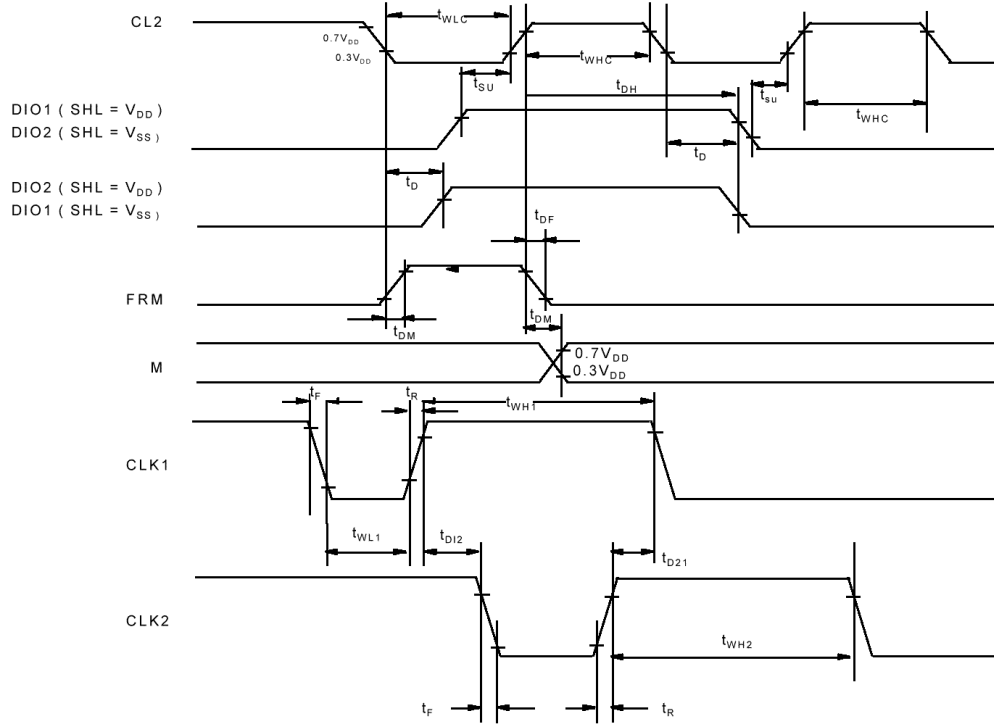 CL2
tWLC
0.7VDD
0.3VDD
tWHC
tSU
tDH
tsu
tWHC
DIO1 ( SHL = VDD )
DIO2 ( SHL = VSS )
tD
tD
DIO2 ( SHL = VDD )
DIO1 ( SHL = VSS )
tDF
FRM
tDM
tDM
M
0.7VDD
0.3VDD
tF
tR
tWH1
CLK1
tWL1
tDI2
tD21
CLK2
tWH2
tF
tR